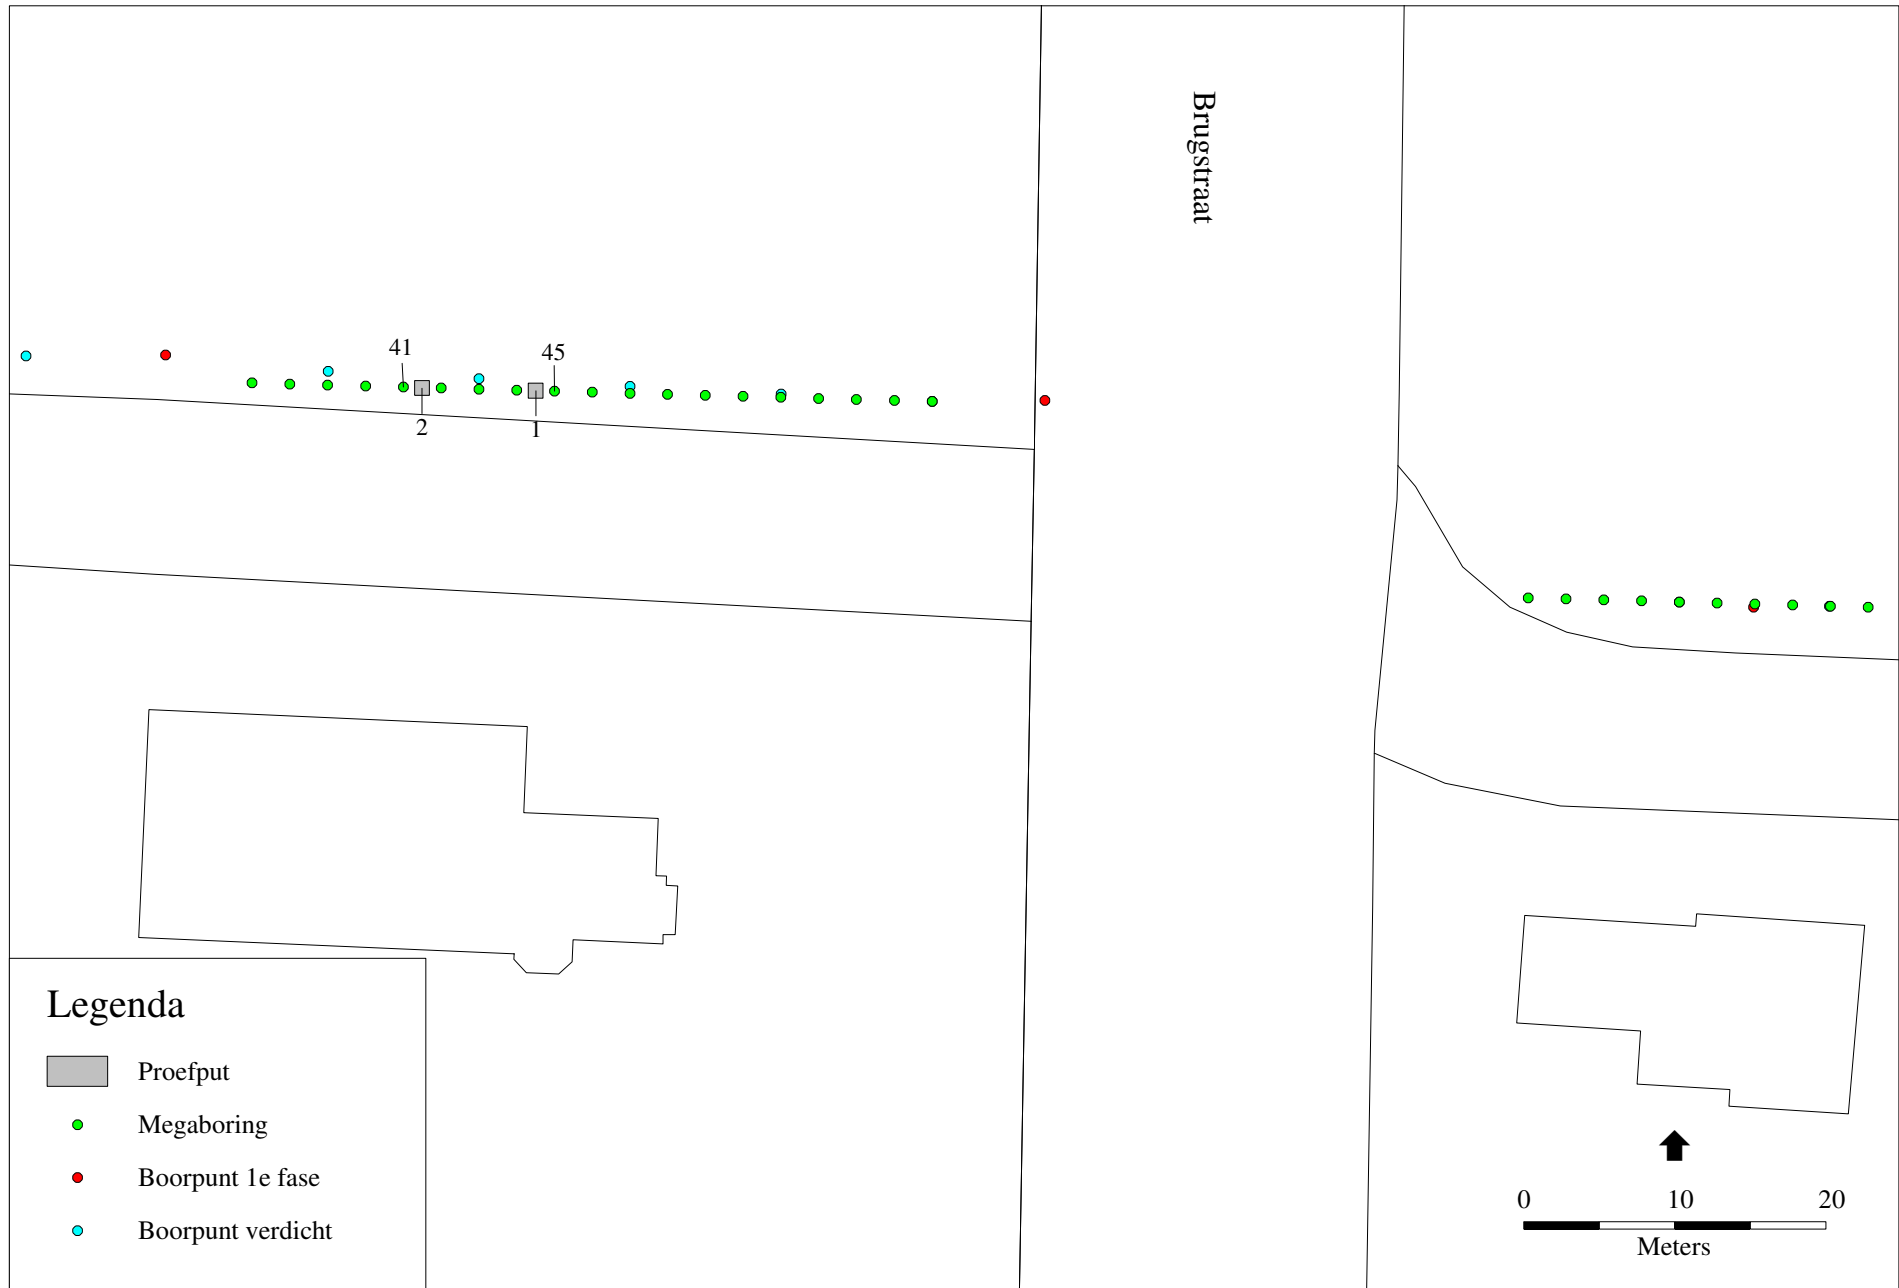 Brugstraat
41
45
2
1
Legenda
Proefput
Megaboring
Boorpunt 1e fase
Boorpunt verdicht
0 10 20
Meters